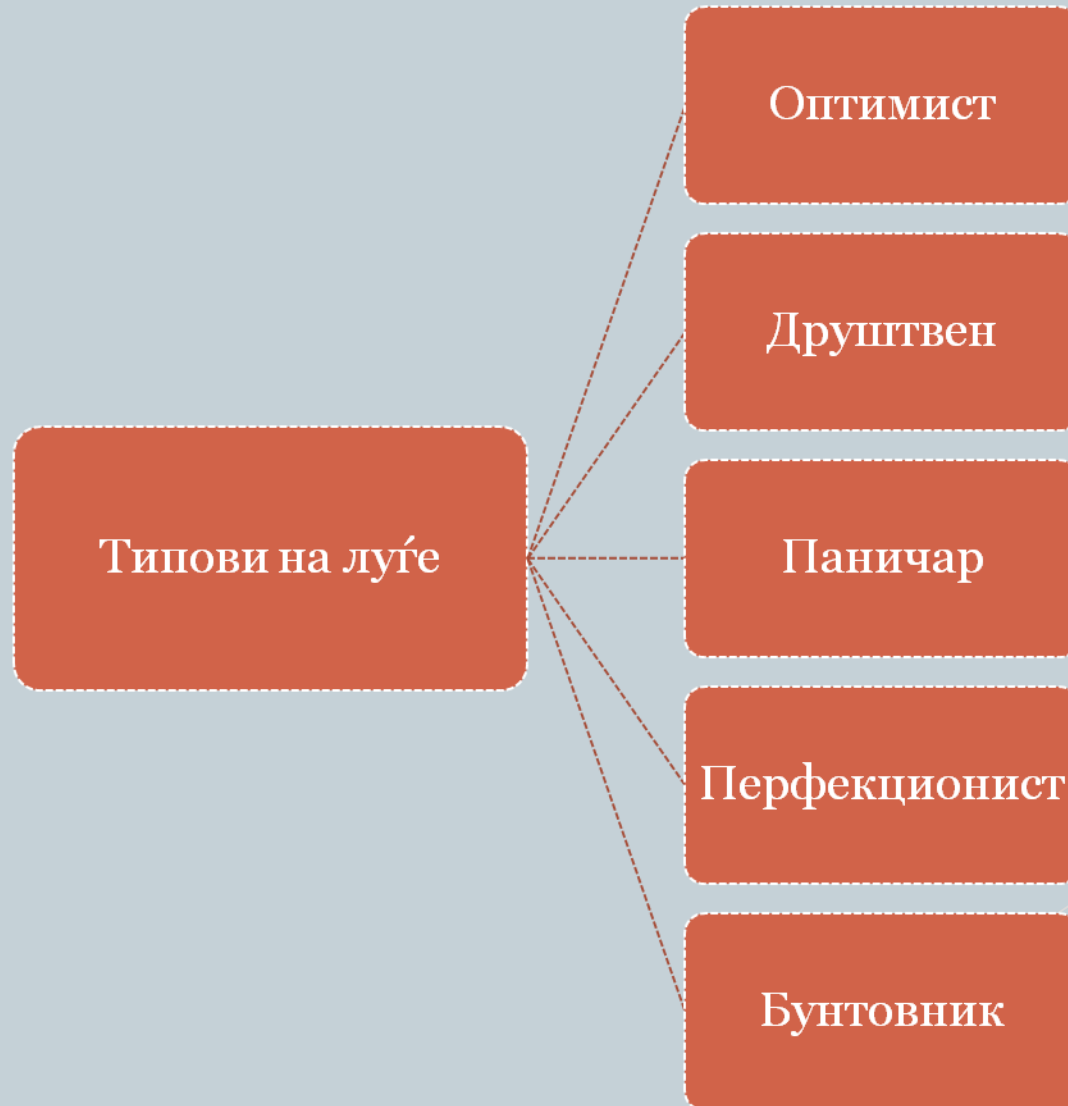 Оптимист
Друштвен
Типови на луѓе
Паничар
Перфекционист
Бунтовник